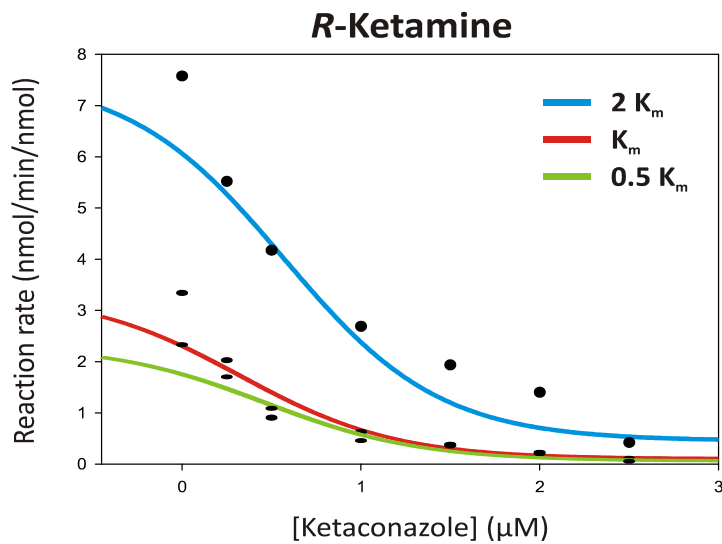 R-Ketamine
8
7
6
5
4
3
2
1
0
Reaction rate (nmol/min/nmol)
2 Kₘ
Kₘ
0.5 Kₘ
0
1
2
3
[Ketaconazole] (µM)